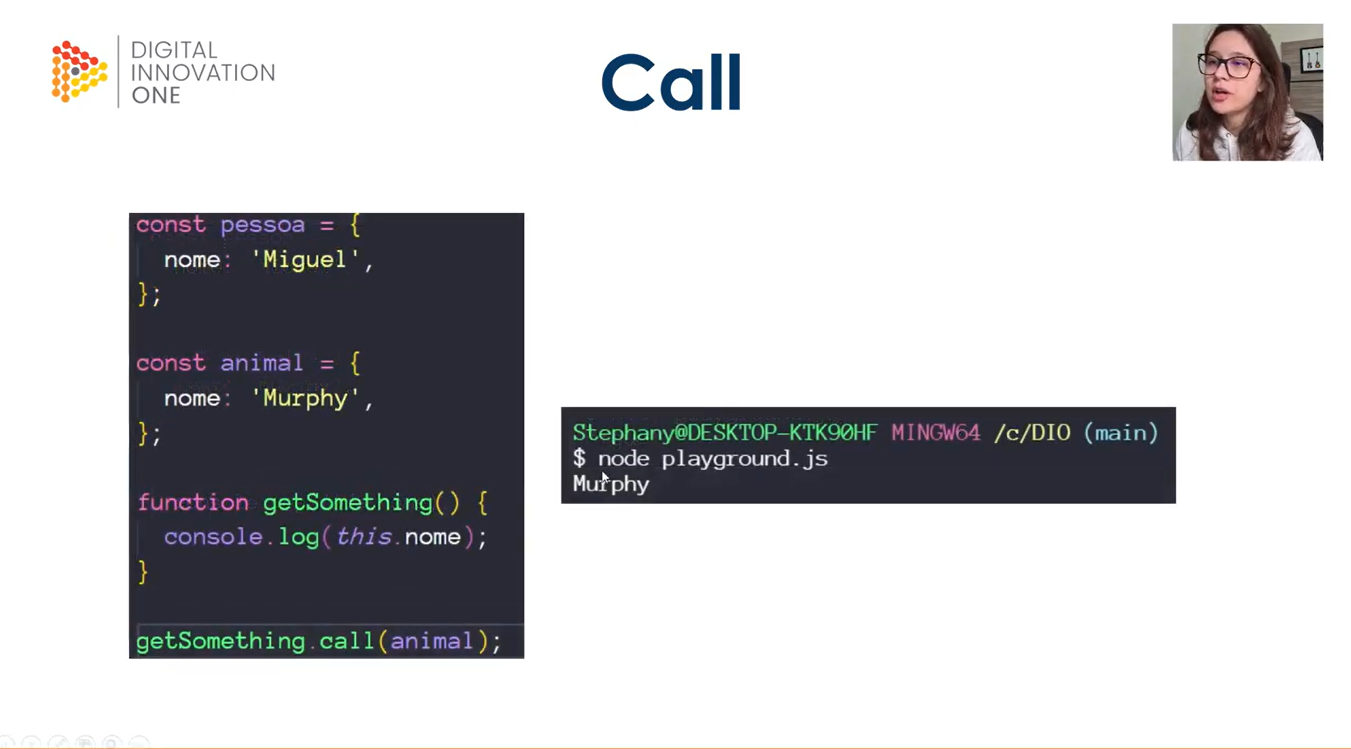 DIGITAL
INNOVATION
ONE
Call
const pessoa = {
  nome: 'Miguel',
};
const animal = {
  nome: 'Murphy',
};
function getSomething() {
  console.log(this.nome);
}
getSomething.call(animal);
Stephany@DESKTOP-KTK90HF MINGW64 /c/DIO (main)
$ node playground.js
Murphy